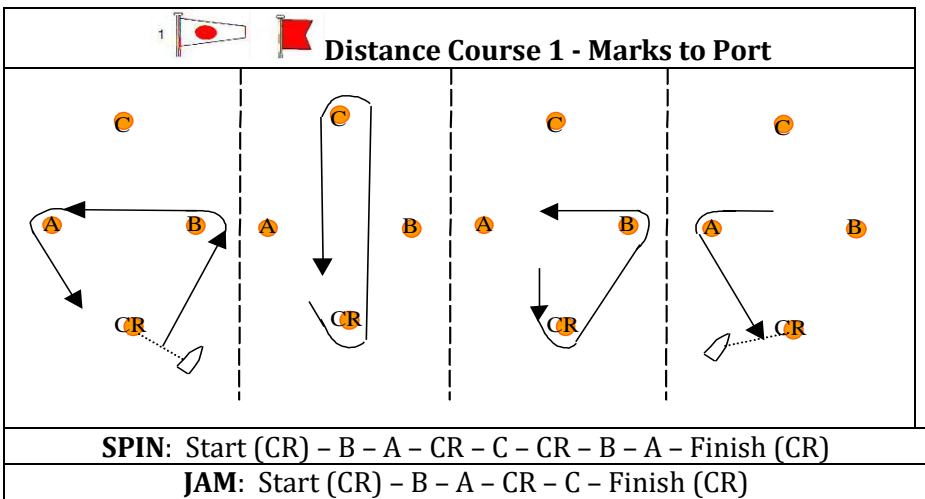 1
Distance Course 1 - Marks to Port
C C C C
A B A B A B A B
CR CR CR CR
SPIN: Start (CR) – B – A – CR – C – CR – B – A – Finish (CR)
JAM: Start (CR) – B – A – CR – C – Finish (CR)